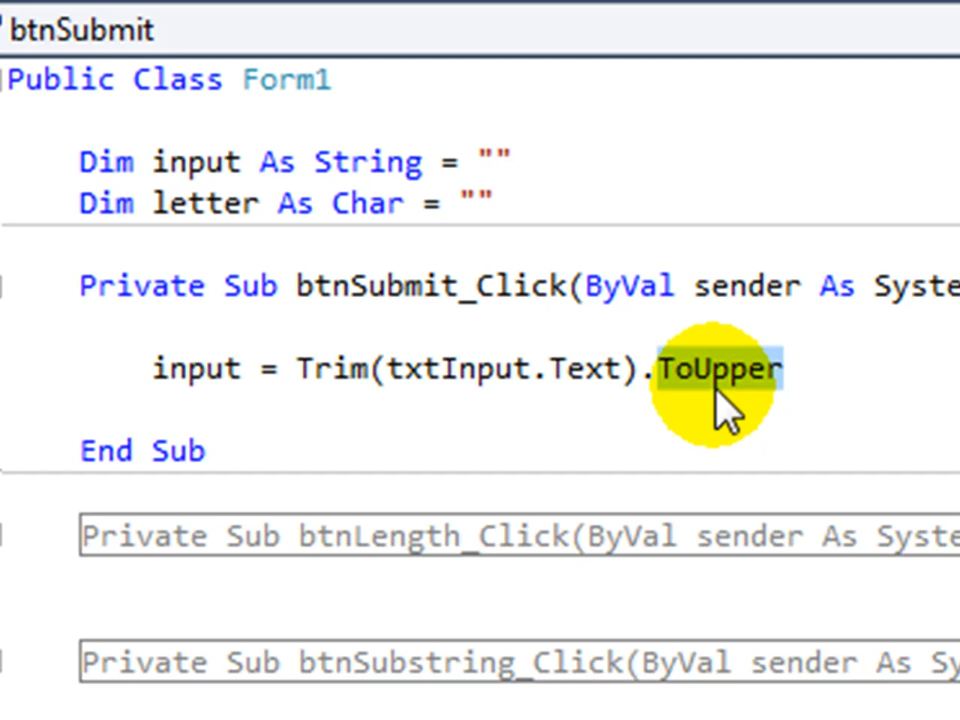 btnSubmit
Public Class Form1
Dim input As String = ""
Dim letter As Char = ""
Private Sub btnSubmit_Click(ByVal sender As Syste
input = Trim(txtInput.Text).ToUpper
End Sub
Private Sub btnLength_Click(ByVal sender As Syste
Private Sub btnSubstring_Click(ByVal sender As Sy